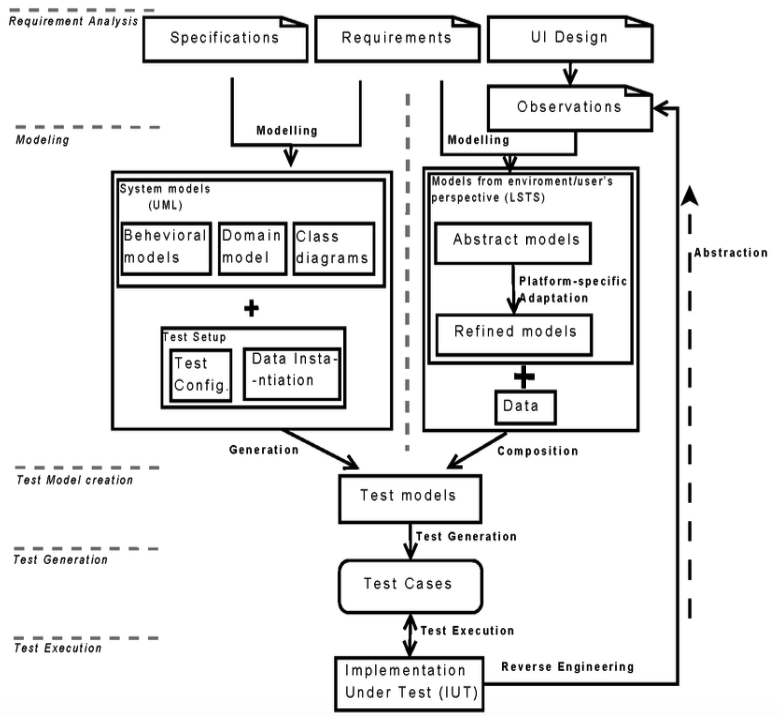 Requirement Analysis
Specifications
Requirements
UI Design
Observations
Modeling
Modelling
Modelling
System models
(UML)
Behevioral
models
Domain
model
Class
diagrams
+
Test Setup
Test
Config.
Data Insta-
-ntiation
Models from enviroment/user's
perspective (LSTS)
Abstract models
Platform-specific
Adaptation
Refined models
+
Data
Abstraction
Generation
Composition
Test Model creation
Test models
Test Generation
Test Generation
Test Cases
Test Execution
Test Execution
Implementation
Under Test (IUT)
Reverse Engineering